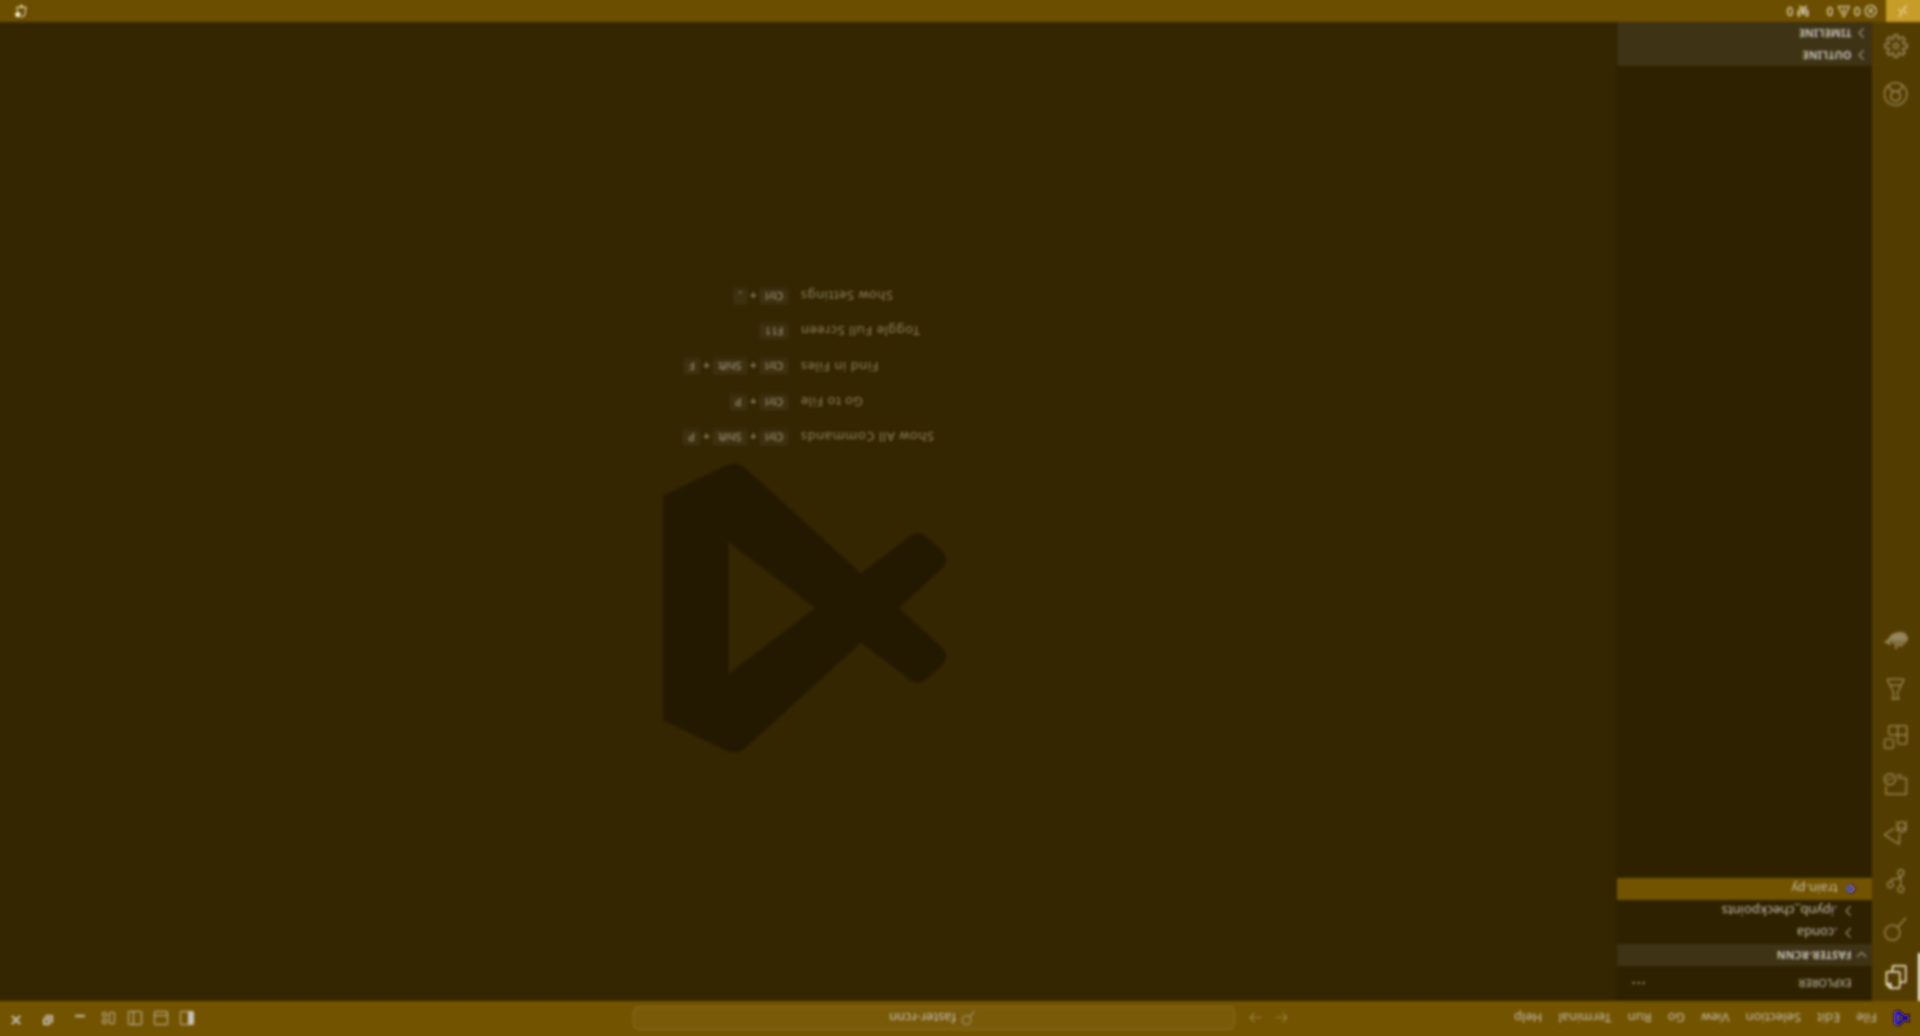 File Edit Selection View Go Run Terminal Help
faster-rcnn
EXPLORER
FASTER-RCNN
.conda
.ipynb_checkpoints
train.py
Show All Commands Ctrl + Shift + P
Go to File Ctrl + P
Find in Files Ctrl + Shift + F
Toggle Full Screen F11
Show Settings Ctrl + ,
OUTLINE
TIMELINE
0 0 0